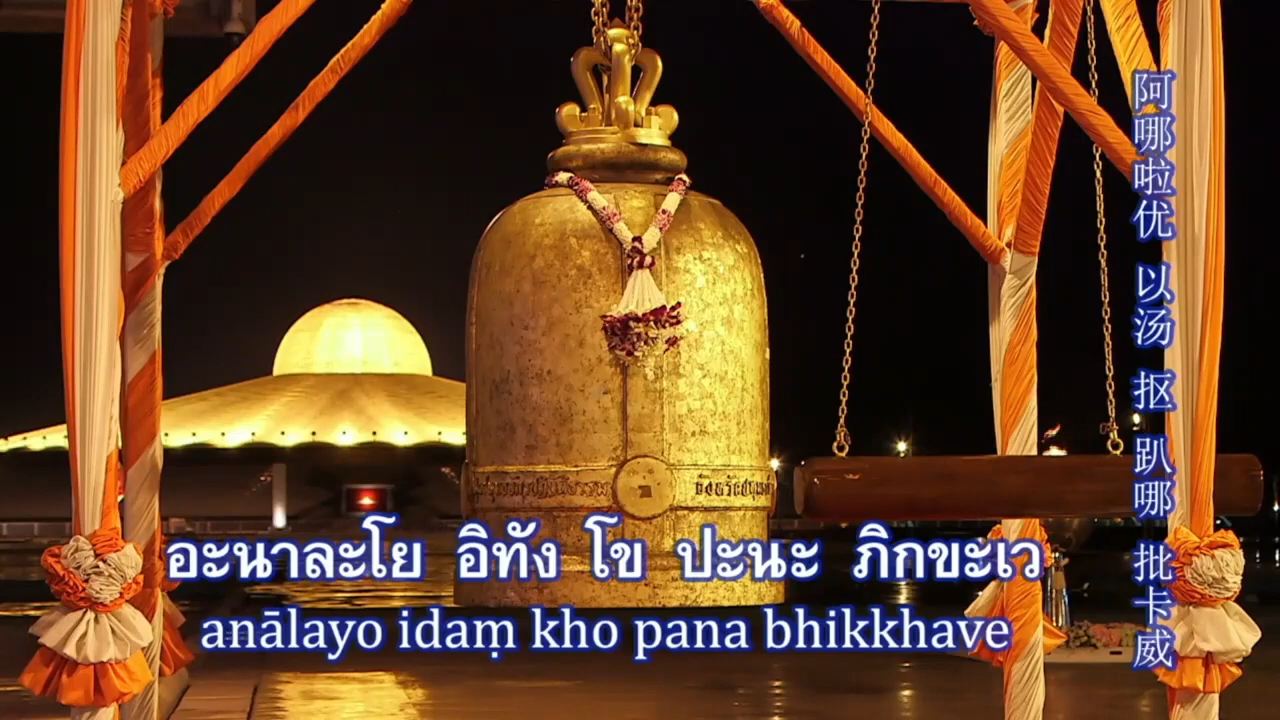 อะนาละโย อิทัง โข ปะนะ ภิกขะเว
anālayo idaṃ kho pana bhikkhave
阿哪啦优 以汤 抠 趴哪 批卡威